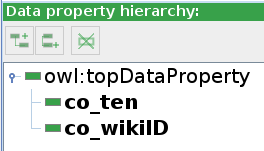 Data property hierarchy:
owl:topDataProperty
co_ten
co_wikiID